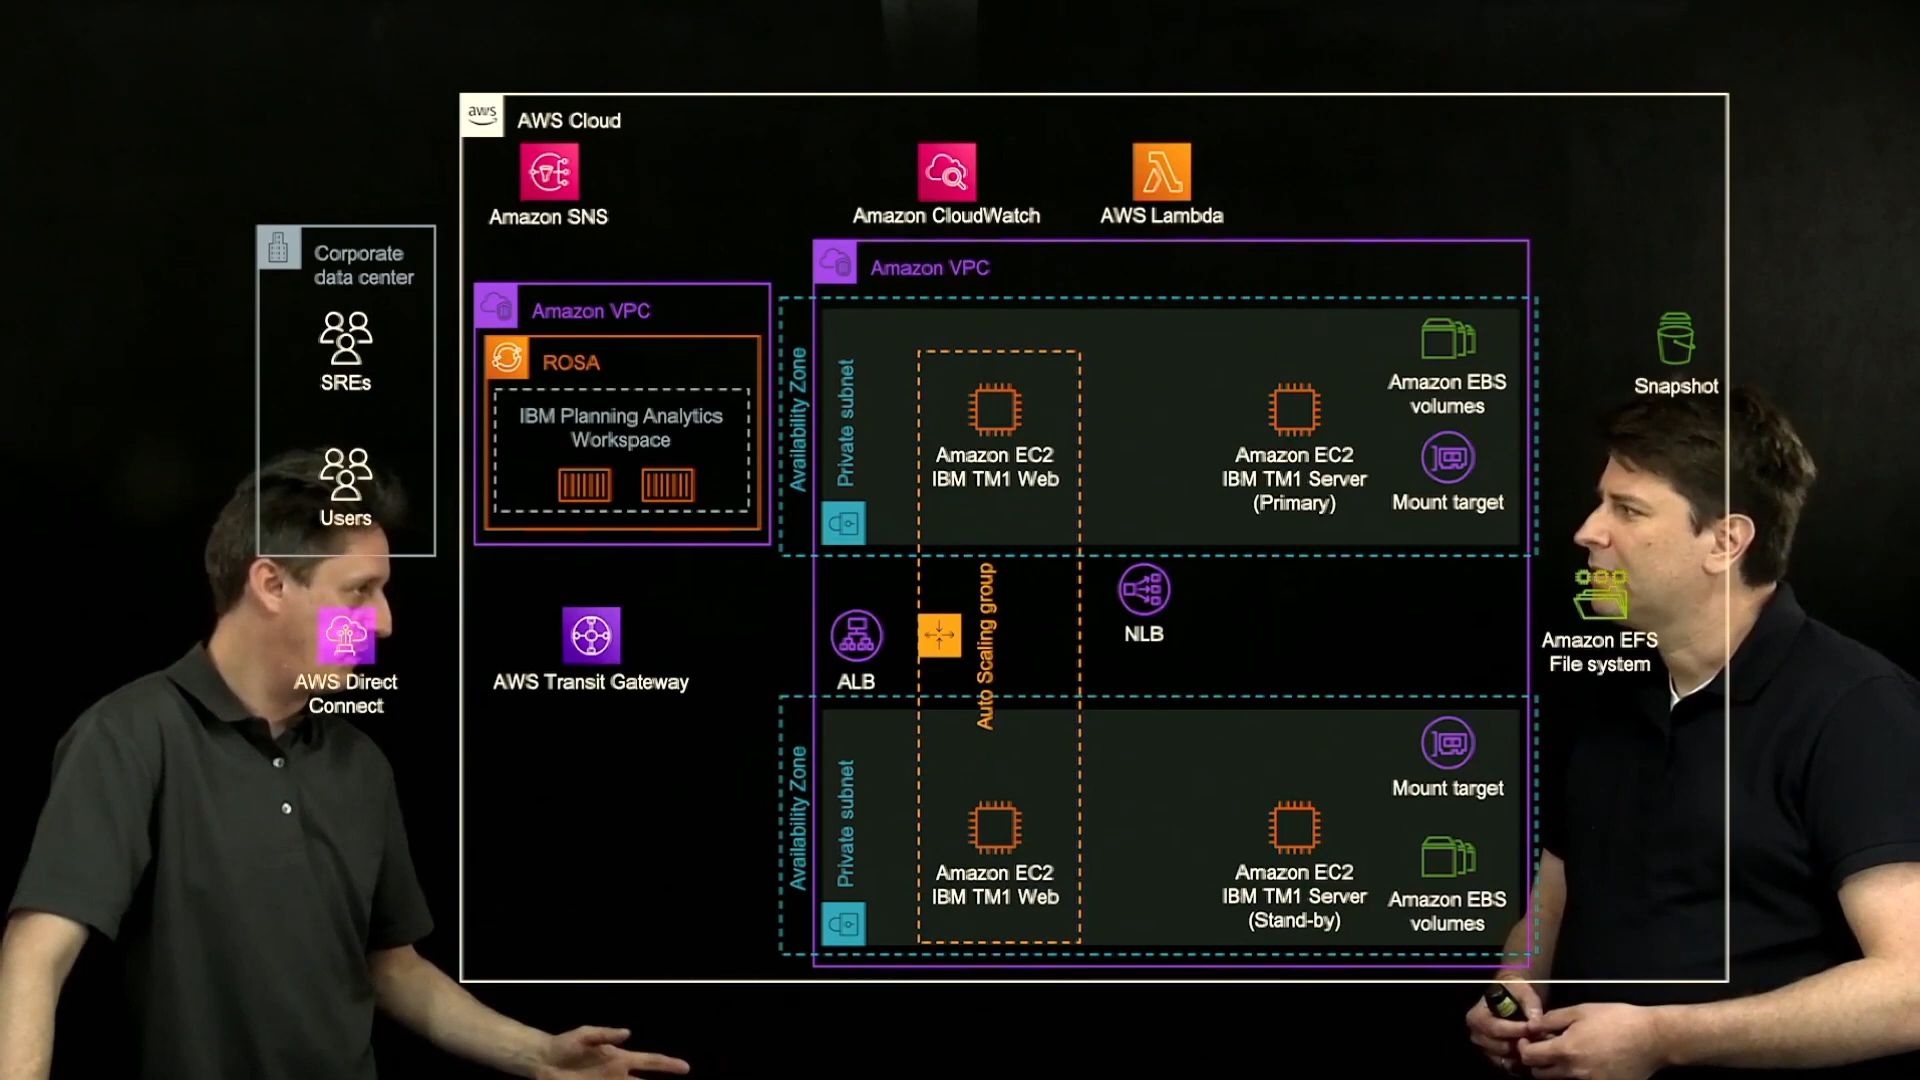 aws
AWS Cloud
Amazon SNS
Amazon CloudWatch
AWS Lambda
Corporate
data center
SREs
Users
Amazon VPC
ROSA
IBM Planning Analytics
Workspace
Amazon VPC
Availability Zone
Private subnet
Amazon EC2
IBM TM1 Web
Amazon EC2
IBM TM1 Server
(Primary)
Amazon EBS
volumes
Mount target
Snapshot
AWS Direct
Connect
AWS Transit Gateway
ALB
Auto Scaling group
NLB
Amazon EFS
File system
Availability Zone
Private subnet
Amazon EC2
IBM TM1 Web
Amazon EC2
IBM TM1 Server
(Stand-by)
Mount target
Amazon EBS
volumes